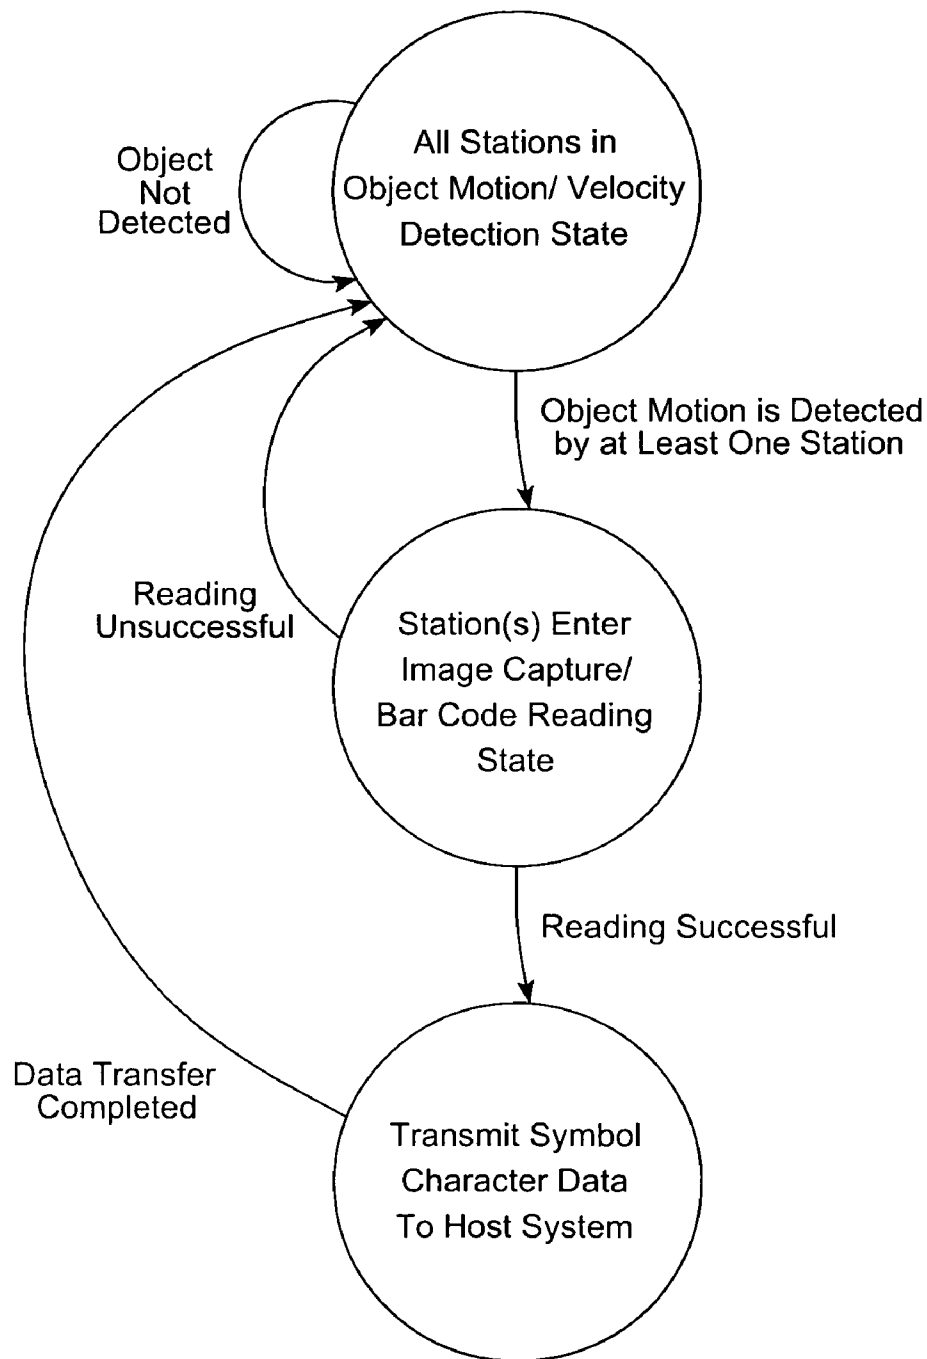 All Stations in
Object Motion/ Velocity
Detection State
Object
Not
Detected
Object Motion is Detected
by at Least One Station
Reading
Unsuccessful
Station(s) Enter
Image Capture/
Bar Code Reading
State
Reading Successful
Data Transfer
Completed
Transmit Symbol
Character Data
To Host System